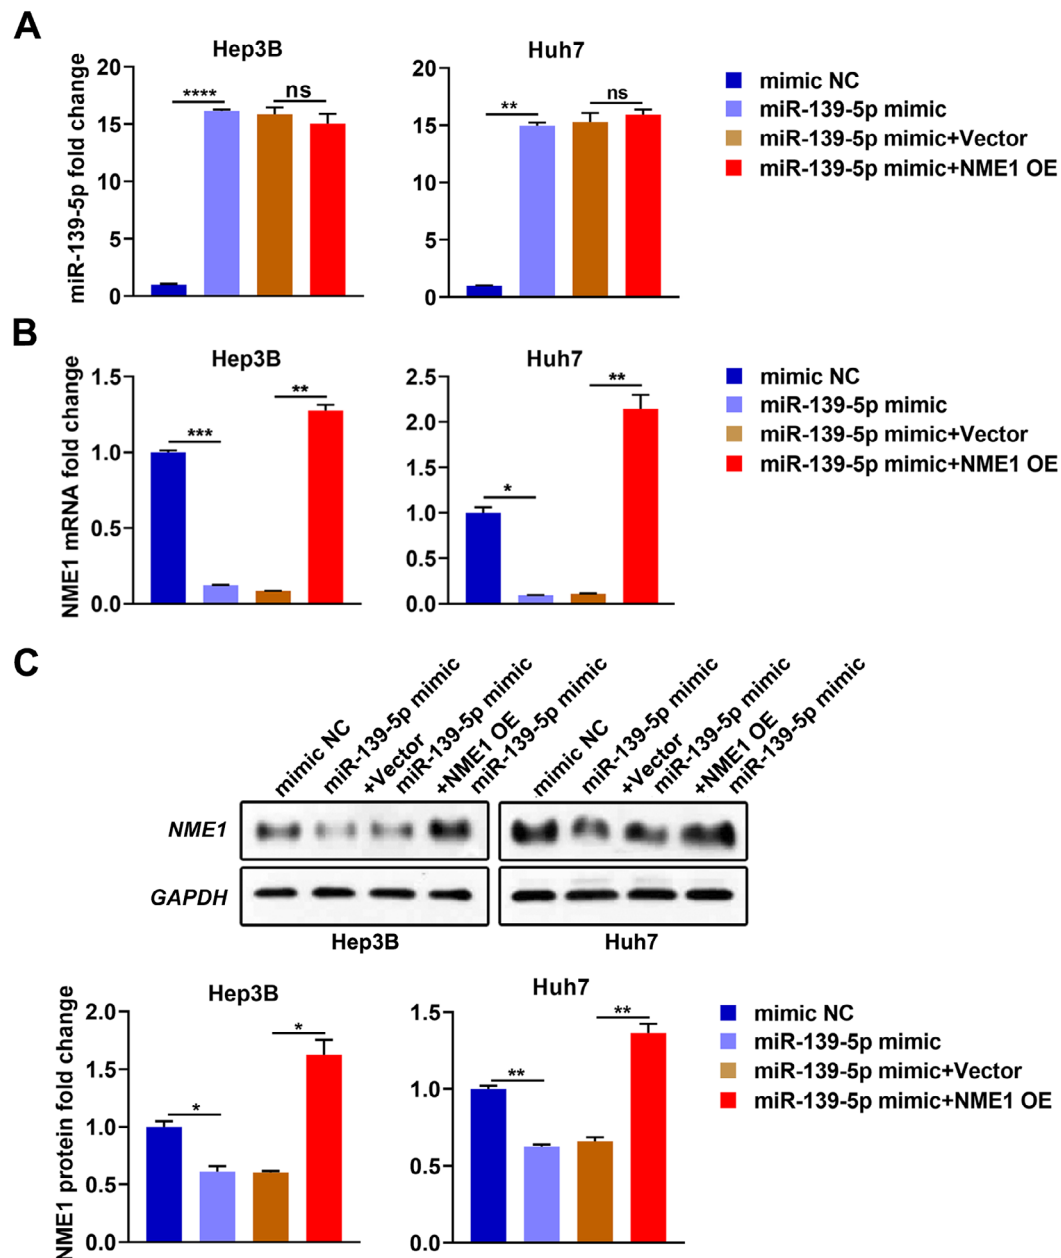 A
Hep3B
Huh7
miR-139-5p fold change
20
15
10
5
0
****
ns
20
15
10
5
0
**
ns
mimic NC
miR-139-5p mimic
miR-139-5p mimic+Vector
miR-139-5p mimic+NME1 OE
B
Hep3B
Huh7
NME1 mRNA fold change
1.5
1.0
0.5
0.0
***
**
2.5
2.0
1.5
1.0
0.5
0.0
*
**
mimic NC
miR-139-5p mimic
miR-139-5p mimic+Vector
miR-139-5p mimic+NME1 OE
C
mimic NC
miR-139-5p mimic
+Vector
miR-139-5p mimic
+NME1 OE
miR-139-5p mimic
mimic NC
miR-139-5p mimic
+Vector
miR-139-5p mimic
+NME1 OE
miR-139-5p mimic
NME1
GAPDH
Hep3B
Huh7
Hep3B
Huh7
NME1 protein fold change
2.0
1.5
1.0
0.5
0.0
*
*
1.5
1.0
0.5
0.0
**
**
mimic NC
miR-139-5p mimic
miR-139-5p mimic+Vector
miR-139-5p mimic+NME1 OE